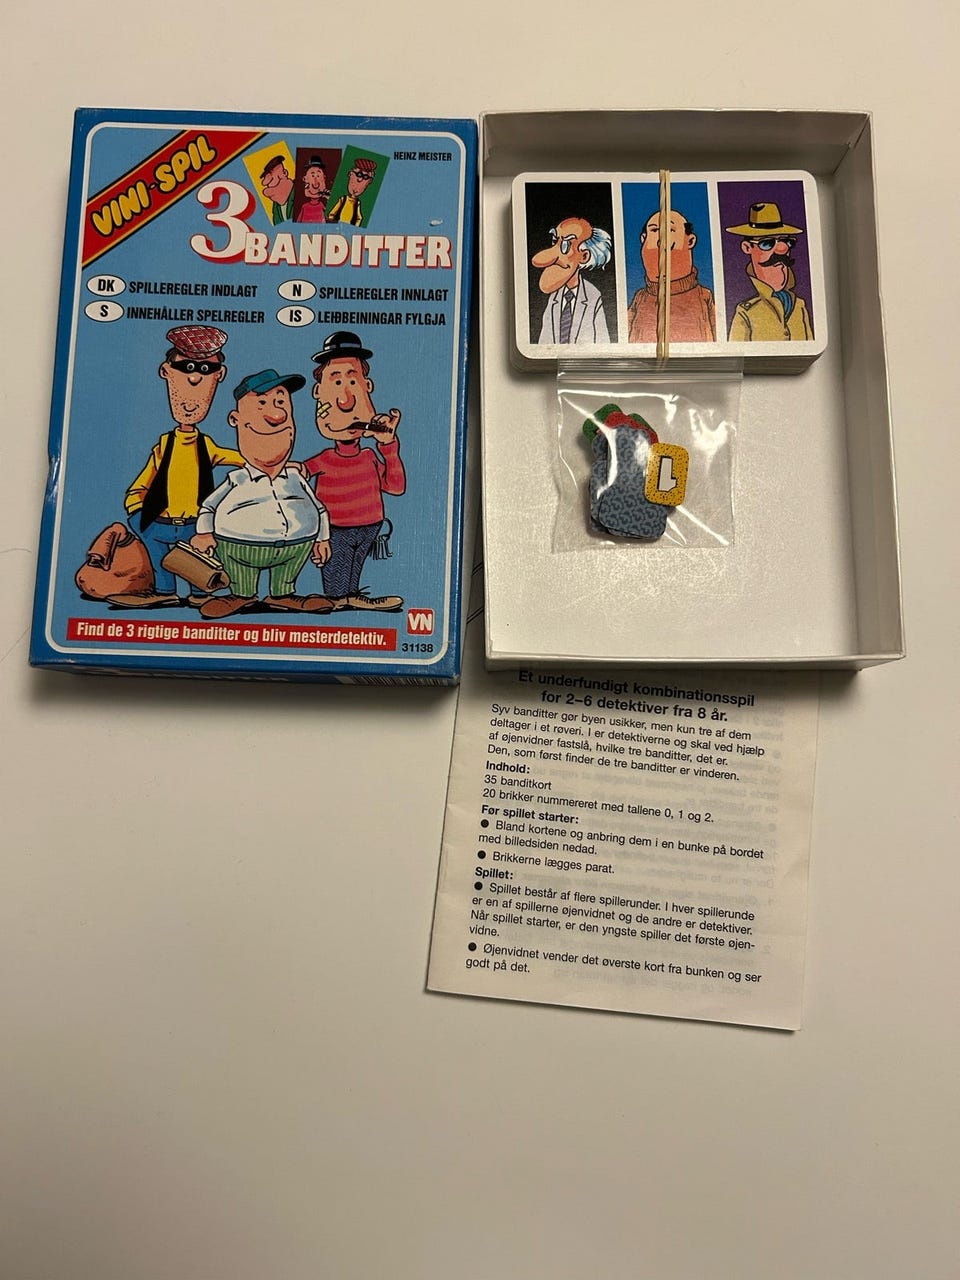 VINI-SPIL
HEINZ MEISTER
3 BANDITTER
DK SPILLEREGLER INDLAGT
N SPILLEREGLER INNLAGT
S INNEHÅLLER SPELREGLER
IS LEIÐBEININGAR FYLGJA
Find de 3 rigtige banditter og bliv mesterdetektiv.
VN
31138
BANDITTER
Et underfundigt kombinationsspil
for 2–6 detektiver fra 8 år.
Syv banditter gør byen usikker, men kun tre af dem
deltager i et røveri. I er detektiverne og skal ved hjælp
af øjenvidner fastslå, hvilke tre banditter, det er.
Den, som først finder de tre banditter er vinderen.
Indhold:
35 banditkort
20 brikker nummereret med tallene 0, 1 og 2.
Før spillet starter:
● Bland kortene og anbring dem i en bunke på bordet
med billedsiden nedad.
● Brikkerne lægges parat.
Spillet:
● Spillet består af flere spillerunder. I hver spillerunde
er en af spillerne øjenvidnet og de andre er detektiver.
Når spillet starter, er den yngste spiller det første øjen-
vidne.
● Øjenvidnet vender det øverste kort fra bunken og ser
godt på det.